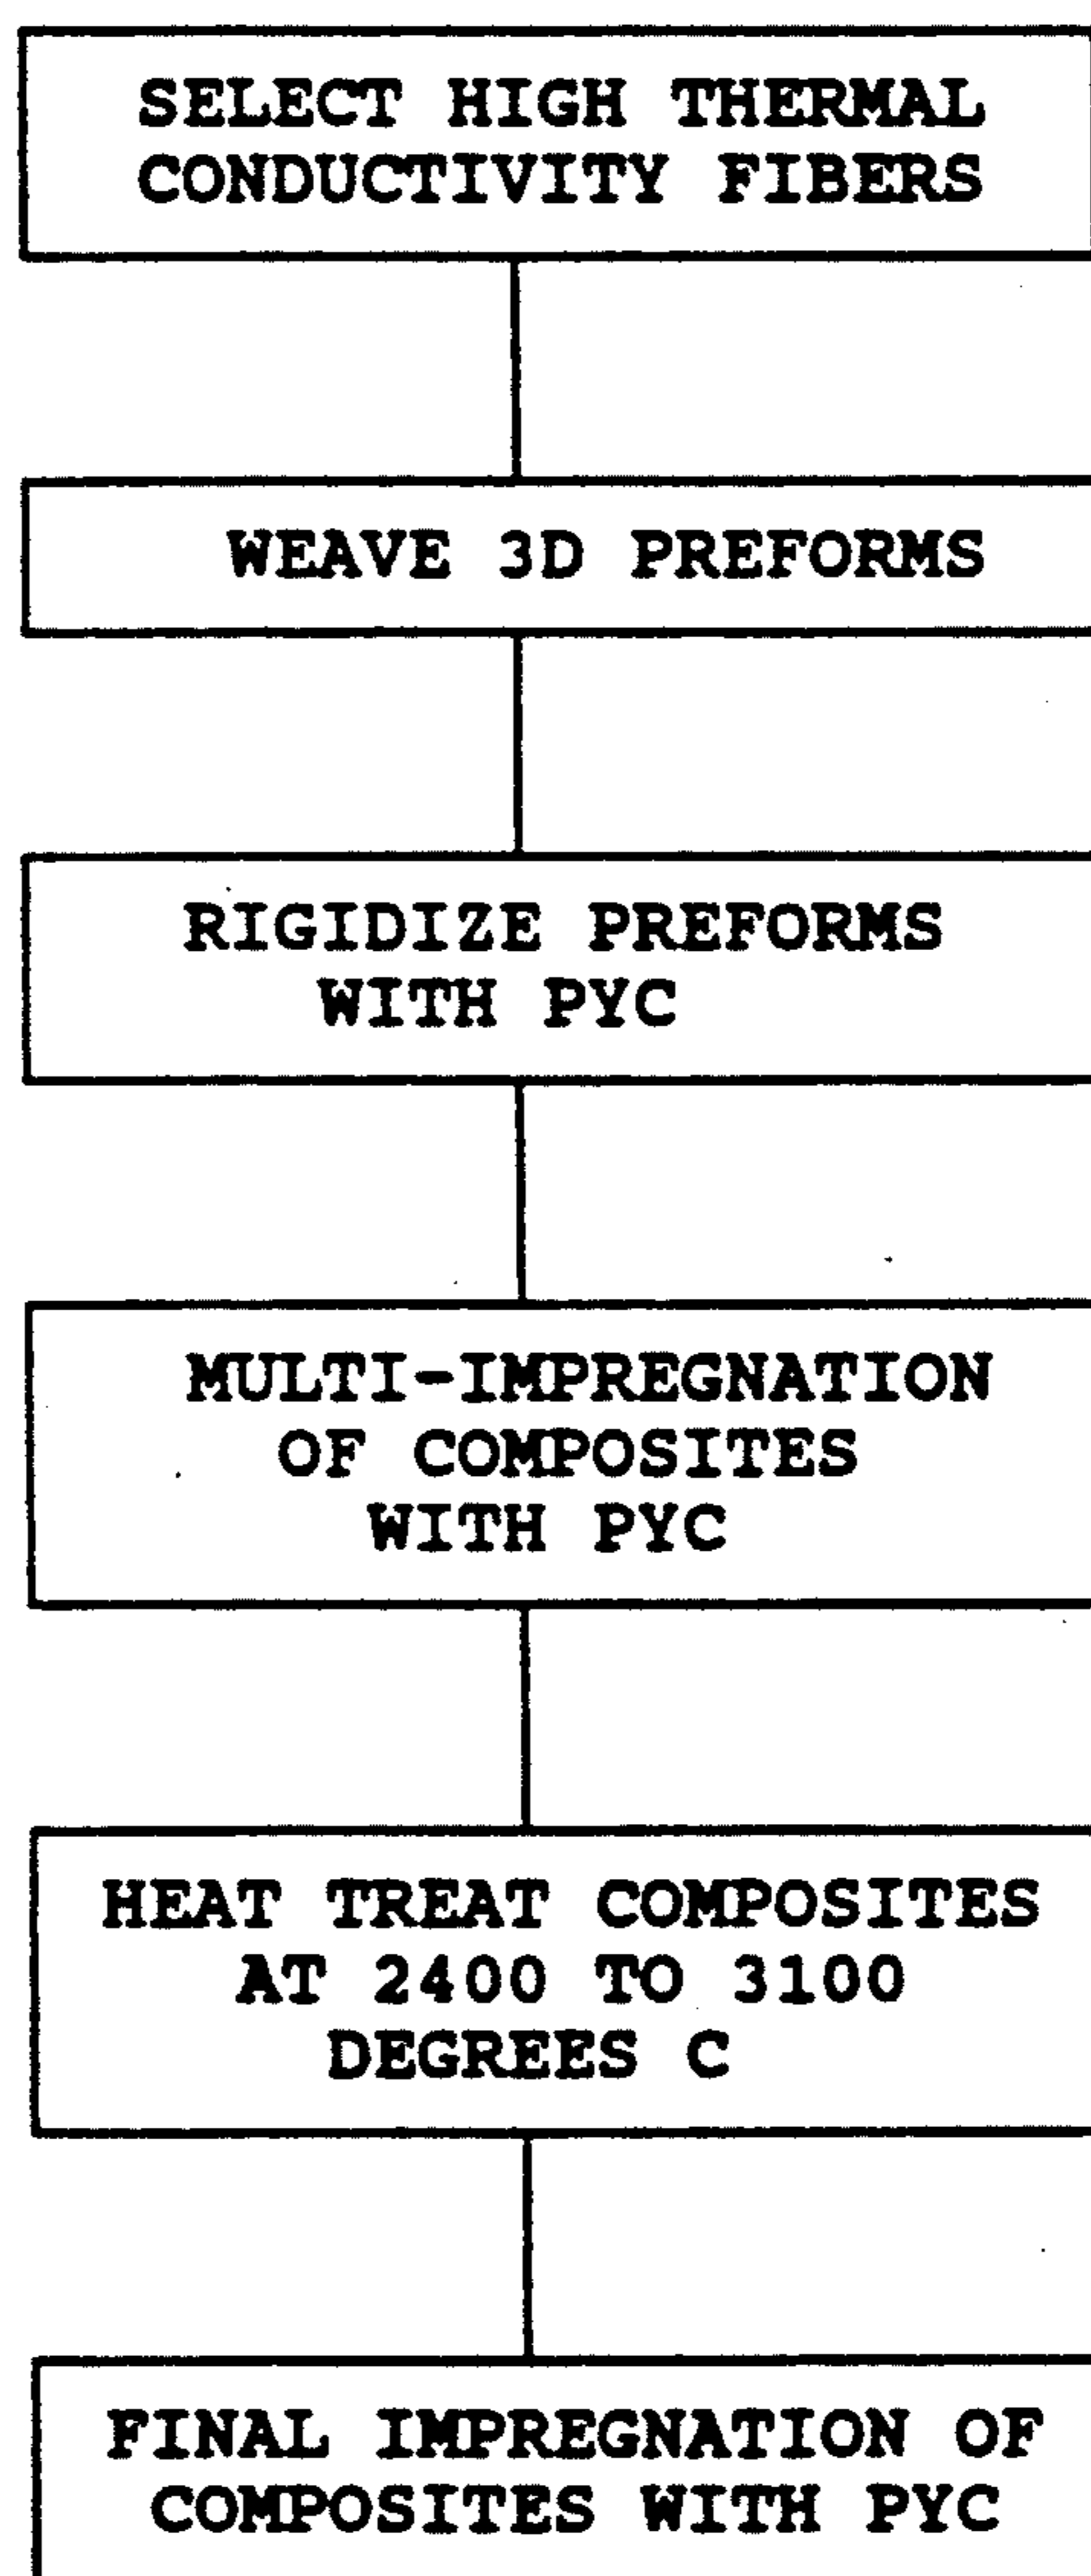 SELECT HIGH THERMAL
CONDUCTIVITY FIBERS
WEAVE 3D PREFORMS
RIGIDIZE PREFORMS
WITH PYC
MULTI-IMPREGNATION
OF COMPOSITES
WITH PYC
HEAT TREAT COMPOSITES
AT 2400 TO 3100
DEGREES C
FINAL IMPREGNATION OF
COMPOSITES WITH PYC